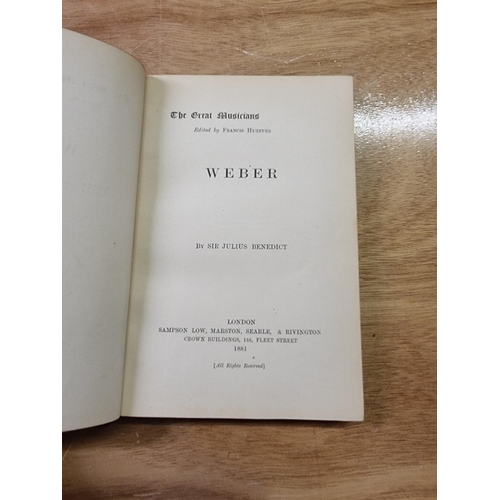 The Great Musicians
Edited by FRANCIS HUEFFER
WEBER
BY SIR JULIUS BENEDICT
LONDON
SAMPSON LOW, MARSTON, SEARLE, & RIVINGTON
CROWN BUILDINGS, 188, FLEET STREET
1881
[All Rights Reserved]